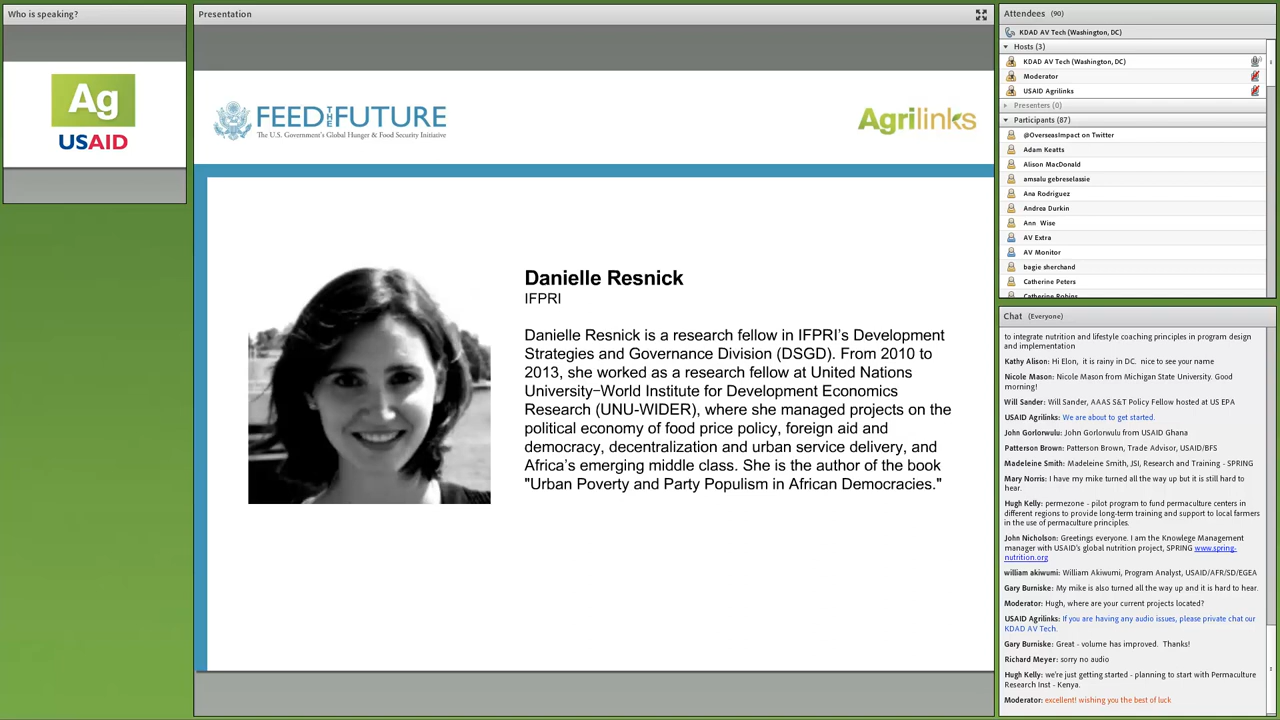 Who is speaking?
Ag
USAID
Presentation
FEED THE FUTURE
The U.S. Government's Global Hunger & Food Security Initiative
Agrilinks
Danielle Resnick
IFPRI
Danielle Resnick is a research fellow in IFPRI's Development
Strategies and Governance Division (DSGD). From 2010 to
2013, she worked as a research fellow at United Nations
University–World Institute for Development Economics
Research (UNU-WIDER), where she managed projects on the
political economy of food price policy, foreign aid and
democracy, decentralization and urban service delivery, and
Africa's emerging middle class. She is the author of the book
"Urban Poverty and Party Populism in African Democracies."
Attendees (90)
KDAD AV Tech (Washington, DC)
Hosts (3)
KDAD AV Tech (Washington, DC)
Moderator
USAID Agrilinks
Presenters (0)
Participants (87)
@OverseasImpact on Twitter
Adam Keatts
Alison MacDonald
amsalu gebreselassie
Ana Rodriguez
Andrea Durkin
Ann Wise
AV Extra
AV Monitor
bagie sherchand
Catherine Peters
Catherine Robins
Chat (Everyone)
to integrate nutrition and lifestyle coaching principles in program design
and implementation
Kathy Alison: Hi Elon, it is rainy in DC. nice to see your name
Nicole Mason: Nicole Mason from Michigan State University. Good
morning!
Will Sander: Will Sander, AAAS S&T Policy Fellow hosted at US EPA
USAID Agrilinks: We are about to get started.
John Gorlorwulu: John Gorlorwulu from USAID Ghana
Patterson Brown: Patterson Brown, Trade Advisor, USAID/BFS
Madeleine Smith: Madeleine Smith, JSI, Research and Training - SPRING
Mary Norris: I have my mike turned all the way up but it is still hard to
hear.
Hugh Kelly: permezone - pilot program to fund permaculture centers in
different regions to provide long-term training and support to local farmers
in the use of permaculture principles.
John Nicholson: Greetings everyone. I am the Knowlege Management
manager with USAID's global nutrition project, SPRING www.spring-
nutrition.org
william akiwumi: William Akiwumi, Program Analyst, USAID/AFR/SD/EGEA
Gary Burniske: My mike is also turned all the way up and it is hard to hear.
Moderator: Hugh, where are your current projects located?
USAID Agrilinks: If you are having any audio issues, please private chat our
KDAD AV Tech.
Gary Burniske: Great - volume has improved. Thanks!
Richard Meyer: sorry no audio
Hugh Kelly: we're just getting started - planning to start with Permaculture
Research Inst - Kenya.
Moderator: excellent! wishing you the best of luck